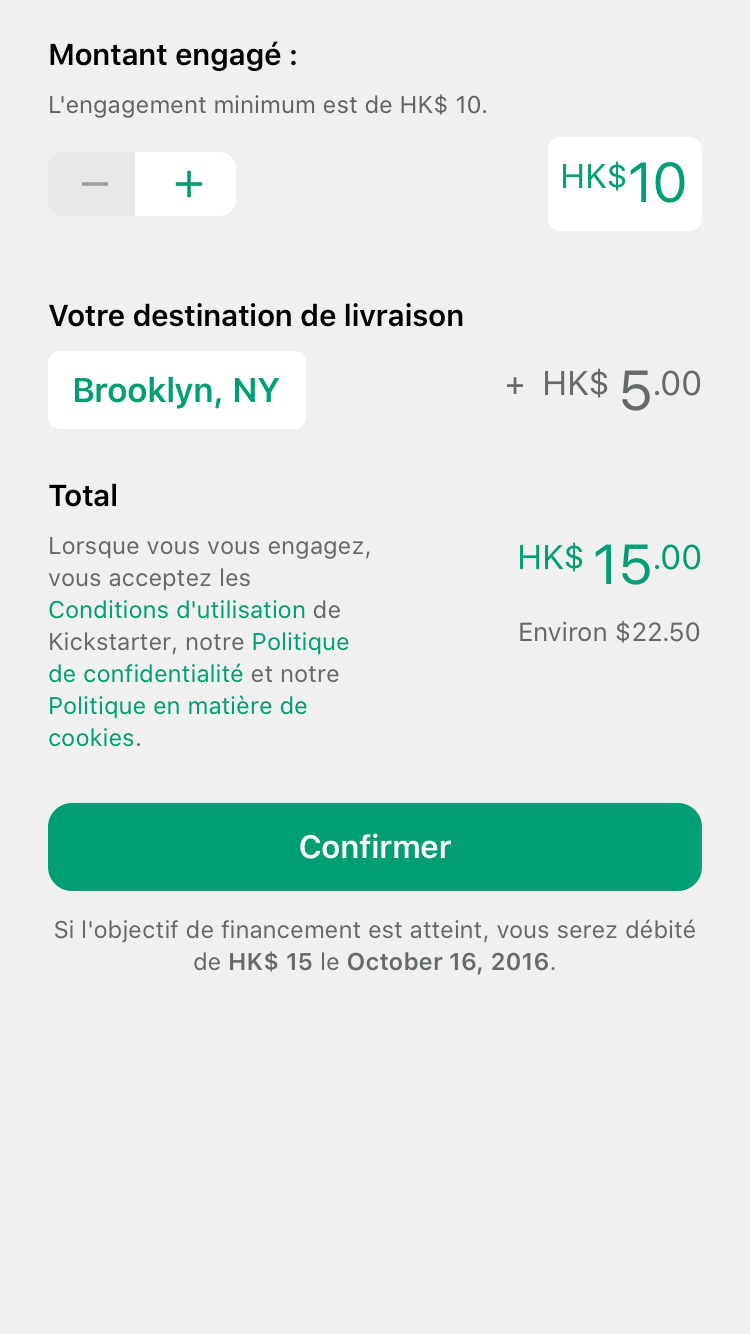 Montant engagé :
L'engagement minimum est de HK$ 10.
− +
HK$10
Votre destination de livraison
Brooklyn, NY
+ HK$ 5.00
Total
Lorsque vous vous engagez,
vous acceptez les
Conditions d'utilisation de
Kickstarter, notre Politique
de confidentialité et notre
Politique en matière de
cookies.
HK$ 15.00
Environ $22.50
Confirmer
Si l'objectif de financement est atteint, vous serez débité
de HK$ 15 le October 16, 2016.